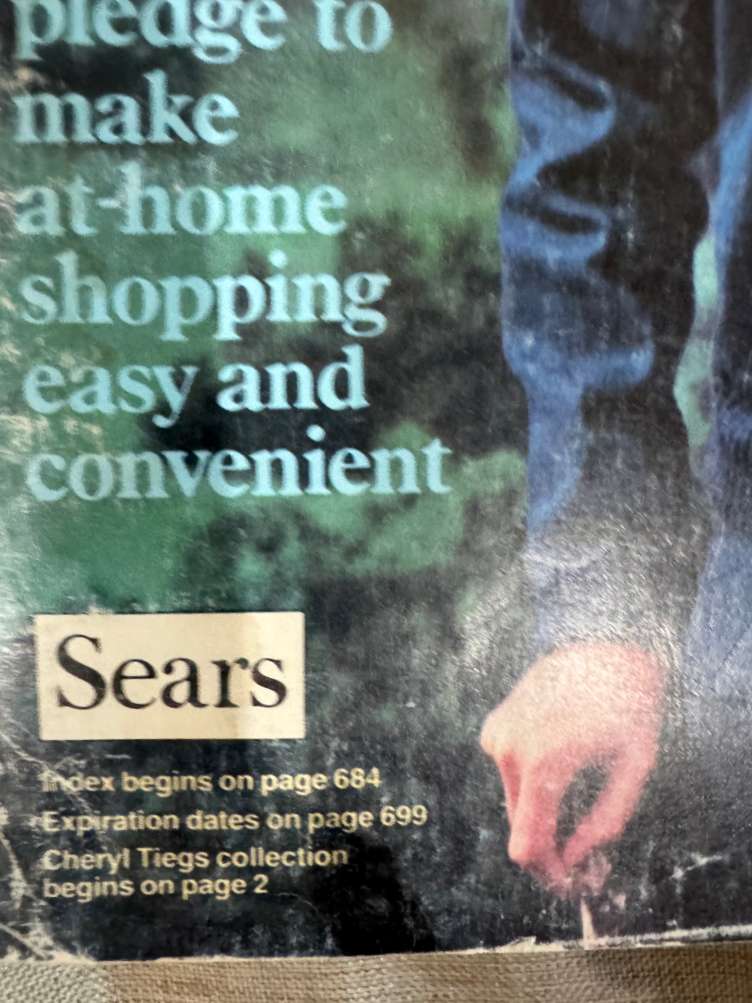 pledge to
make
at-home
shopping
easy and
convenient
Sears
Index begins on page 684
Expiration dates on page 699
Cheryl Tiegs collection
begins on page 2